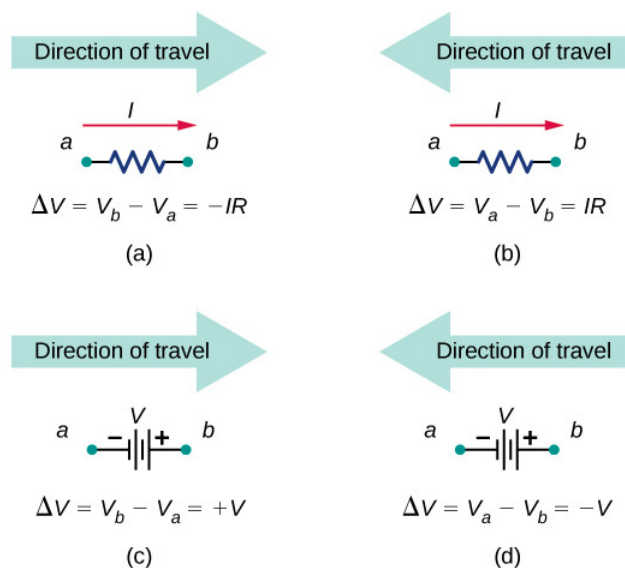 Direction of travel
I
a b
ΔV = V_b − V_a = −IR
(a)
Direction of travel
I
a b
ΔV = V_a − V_b = IR
(b)
Direction of travel
V
a − + b
ΔV = V_b − V_a = +V
(c)
Direction of travel
V
a − + b
ΔV = V_a − V_b = −V
(d)